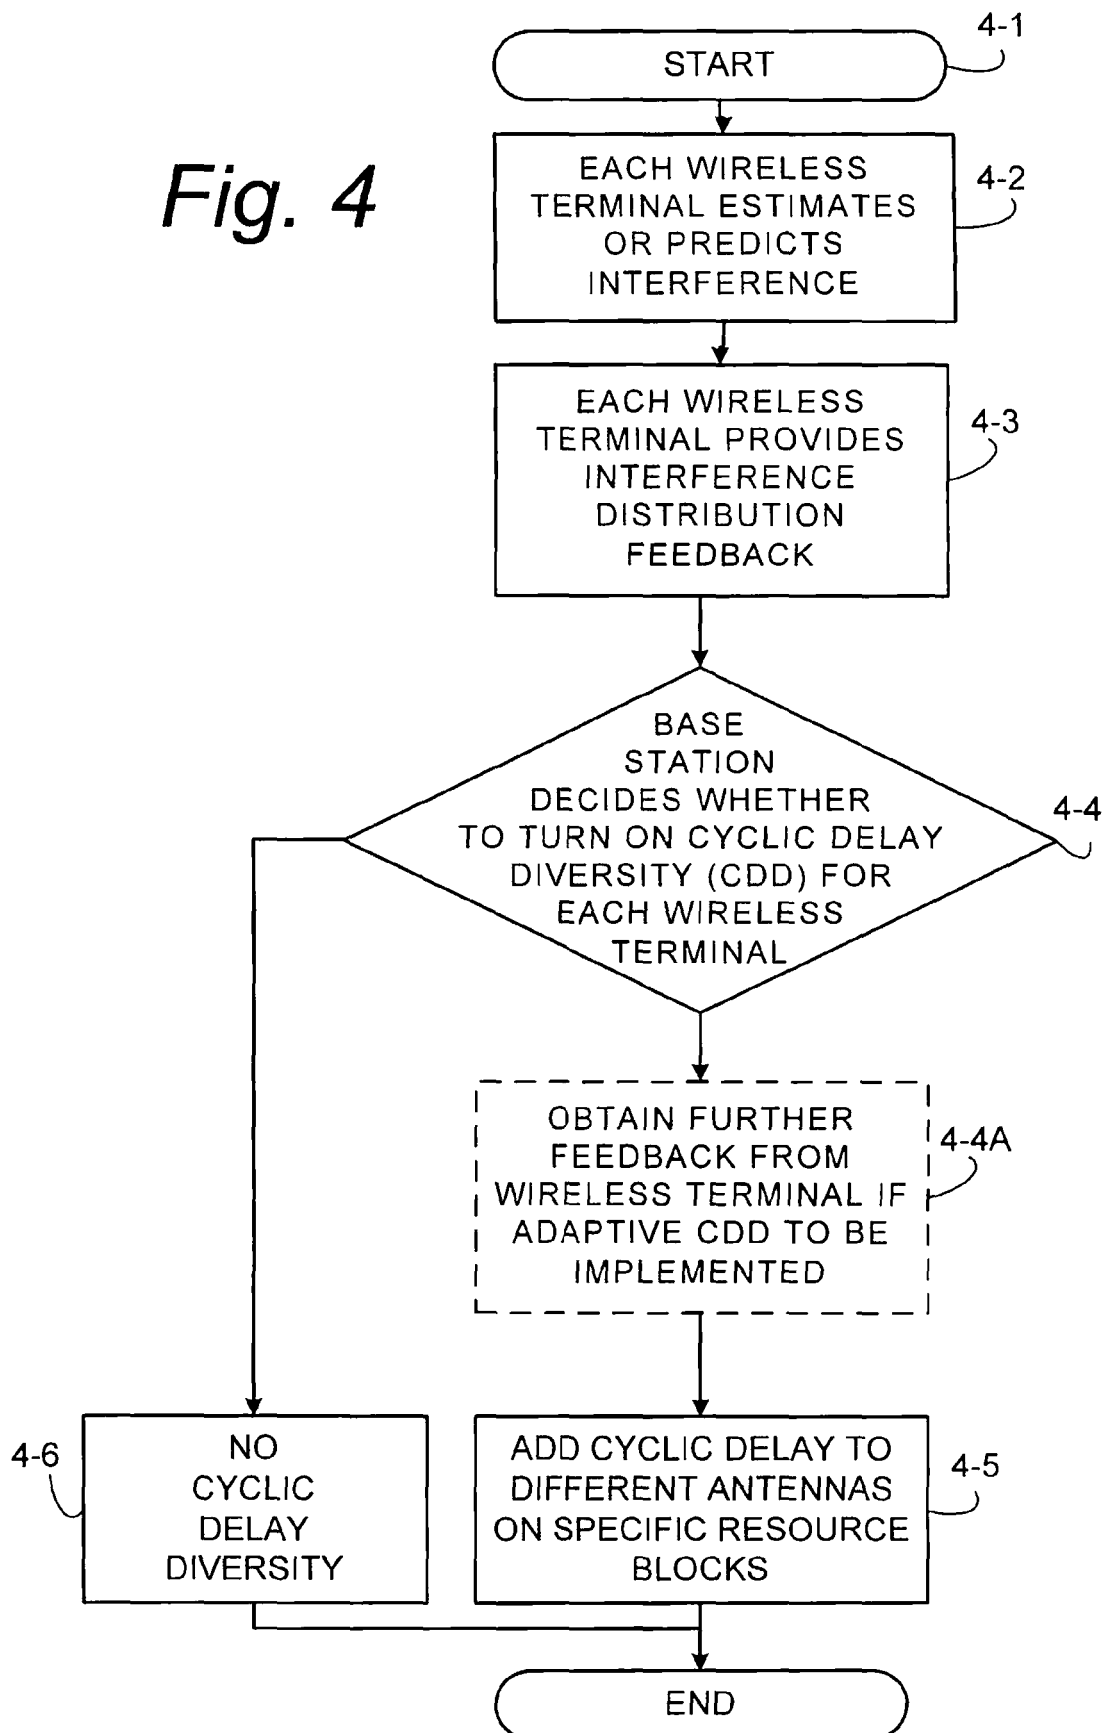 4-1
START
Fig. 4
EACH WIRELESS
TERMINAL ESTIMATES
OR PREDICTS
INTERFERENCE
4-2
EACH WIRELESS
TERMINAL PROVIDES
INTERFERENCE
DISTRIBUTION
FEEDBACK
4-3
BASE
STATION
DECIDES WHETHER
TO TURN ON CYCLIC DELAY
DIVERSITY (CDD) FOR
EACH WIRELESS
TERMINAL
4-4
OBTAIN FURTHER
FEEDBACK FROM
WIRELESS TERMINAL IF
ADAPTIVE CDD TO BE
IMPLEMENTED
4-4A
4-6
NO
CYCLIC
DELAY
DIVERSITY
ADD CYCLIC DELAY TO
DIFFERENT ANTENNAS
ON SPECIFIC RESOURCE
BLOCKS
4-5
END